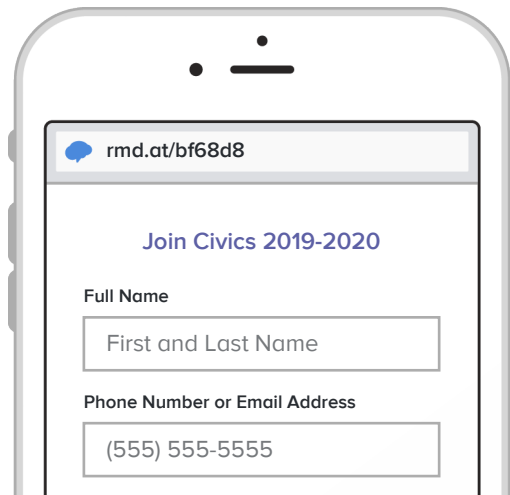 rmd.at/bf68d8
Join Civics 2019-2020
Full Name
First and Last Name
Phone Number or Email Address
(555) 555-5555